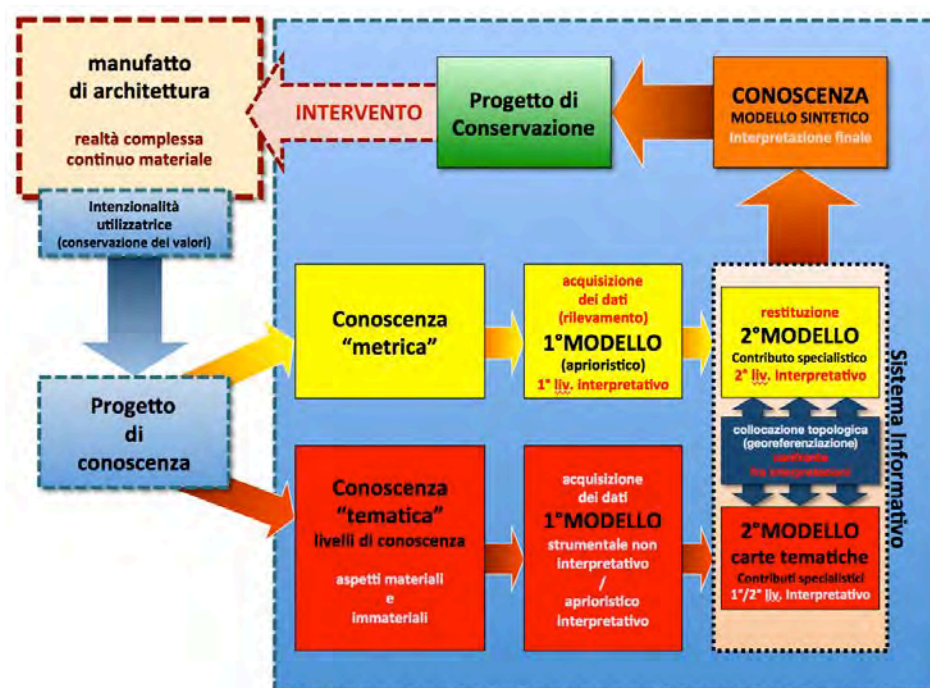 manufatto
di architettura
realtà complessa
continuo materiale
INTERVENTO
Progetto di
Conservazione
CONOSCENZA
MODELLO SINTETICO
Interpretazione finale
Intenzionalità
utilizzatrice
(conservazione dei valori)
Progetto
di
conoscenza
Conoscenza
“metrica”
acquisizione
dei dati
(rilevamento)
1°MODELLO
(aprioristico)
1° liv. interpretativo
restituzione
2°MODELLO
Contributo specialistico
2° liv. Interpretativo
collocazione topologica
(georeferenziazione)
confronto
fra interpretazioni
Conoscenza
“tematica”
livelli di conoscenza
aspetti materiali
e
immateriali
acquisizione
dei dati
1°MODELLO
strumentale non
interpretativo
/
aprioristico
interpretativo
2°MODELLO
carte tematiche
Contributi specialistici
1°/2° liv. Interpretativo
Sistema Informativo